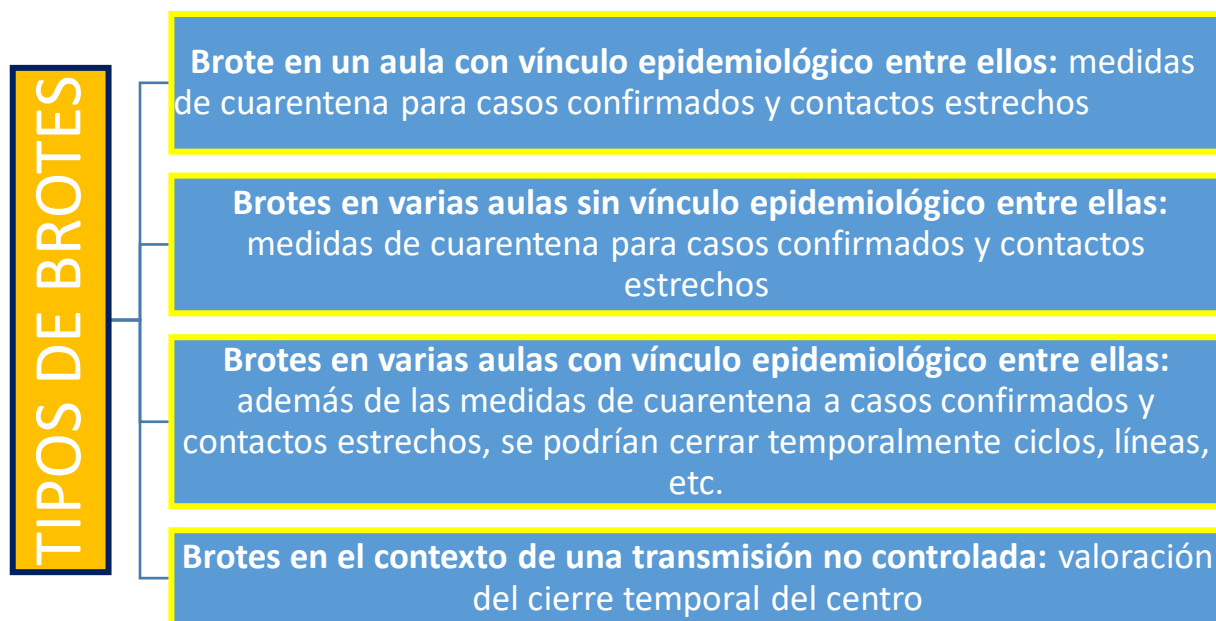 TIPOS DE BROTES
Brote en un aula con vínculo epidemiológico entre ellos: medidas
de cuarentena para casos confirmados y contactos estrechos
Brotes en varias aulas sin vínculo epidemiológico entre ellas:
medidas de cuarentena para casos confirmados y contactos
estrechos
Brotes en varias aulas con vínculo epidemiológico entre ellas:
además de las medidas de cuarentena a casos confirmados y
contactos estrechos, se podrían cerrar temporalmente ciclos, líneas,
etc.
Brotes en el contexto de una transmisión no controlada: valoración
del cierre temporal del centro